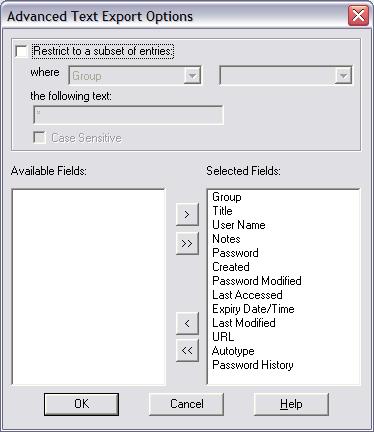 Advanced Text Export Options
Restrict to a subset of entries:
where Group
the following text:
*
Case Sensitive
Available Fields: Selected Fields:
Group
Title
User Name
Notes
Password
Created
Password Modified
Last Accessed
Expiry Date/Time
Last Modified
URL
Autotype
Password History
>
>>
<
<<
OK Cancel Help